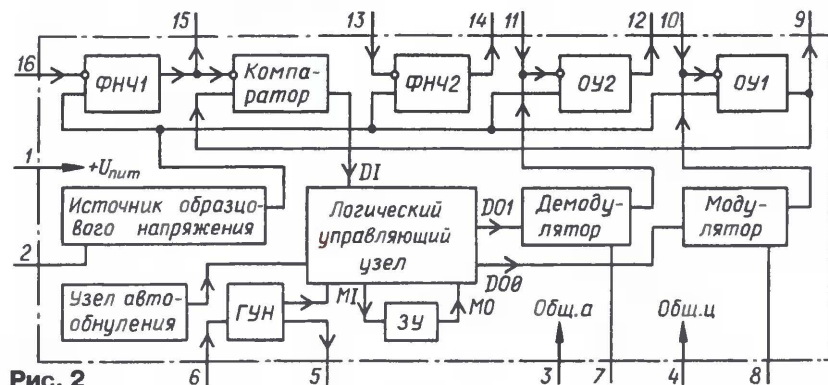 15
13
14
11
12
10
9
16
ФНЧ1
Компа-
ратор
ФНЧ2
ОУ2
ОУ1
1
+Uпит
DI
Источник образцо-
вого напряжения
Логический
управляющий
узел
DO1
Демоду-
лятор
Моду-
лятор
2
DO0
Узел авто-
обнуления
ГУН
MI
ЗУ
MO
Общ.а
Общ.ц
6
5
3
7
4
8
Рис. 2